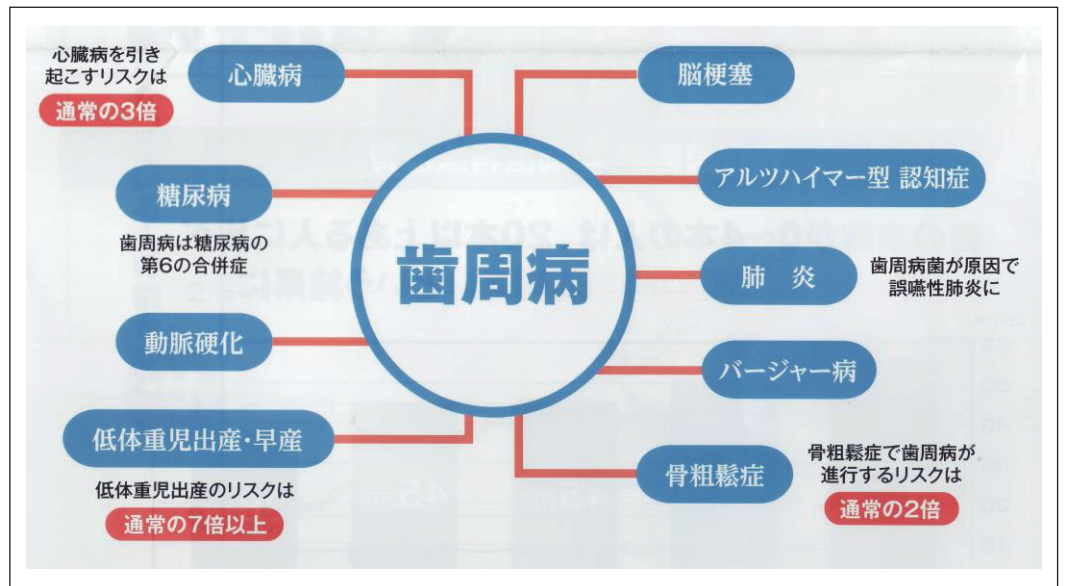 心臓病を引き
起こすリスクは
通常の3倍
心臓病
糖尿病
歯周病は糖尿病の
第6の合併症
動脈硬化
低体重児出産・早産
低体重児出産のリスクは
通常の7倍以上
歯周病
脳梗塞
アルツハイマー型 認知症
肺 炎
歯周病菌が原因で
誤嚥性肺炎に
バージャー病
骨粗鬆症
骨粗鬆症で歯周病が
進行するリスクは
通常の2倍